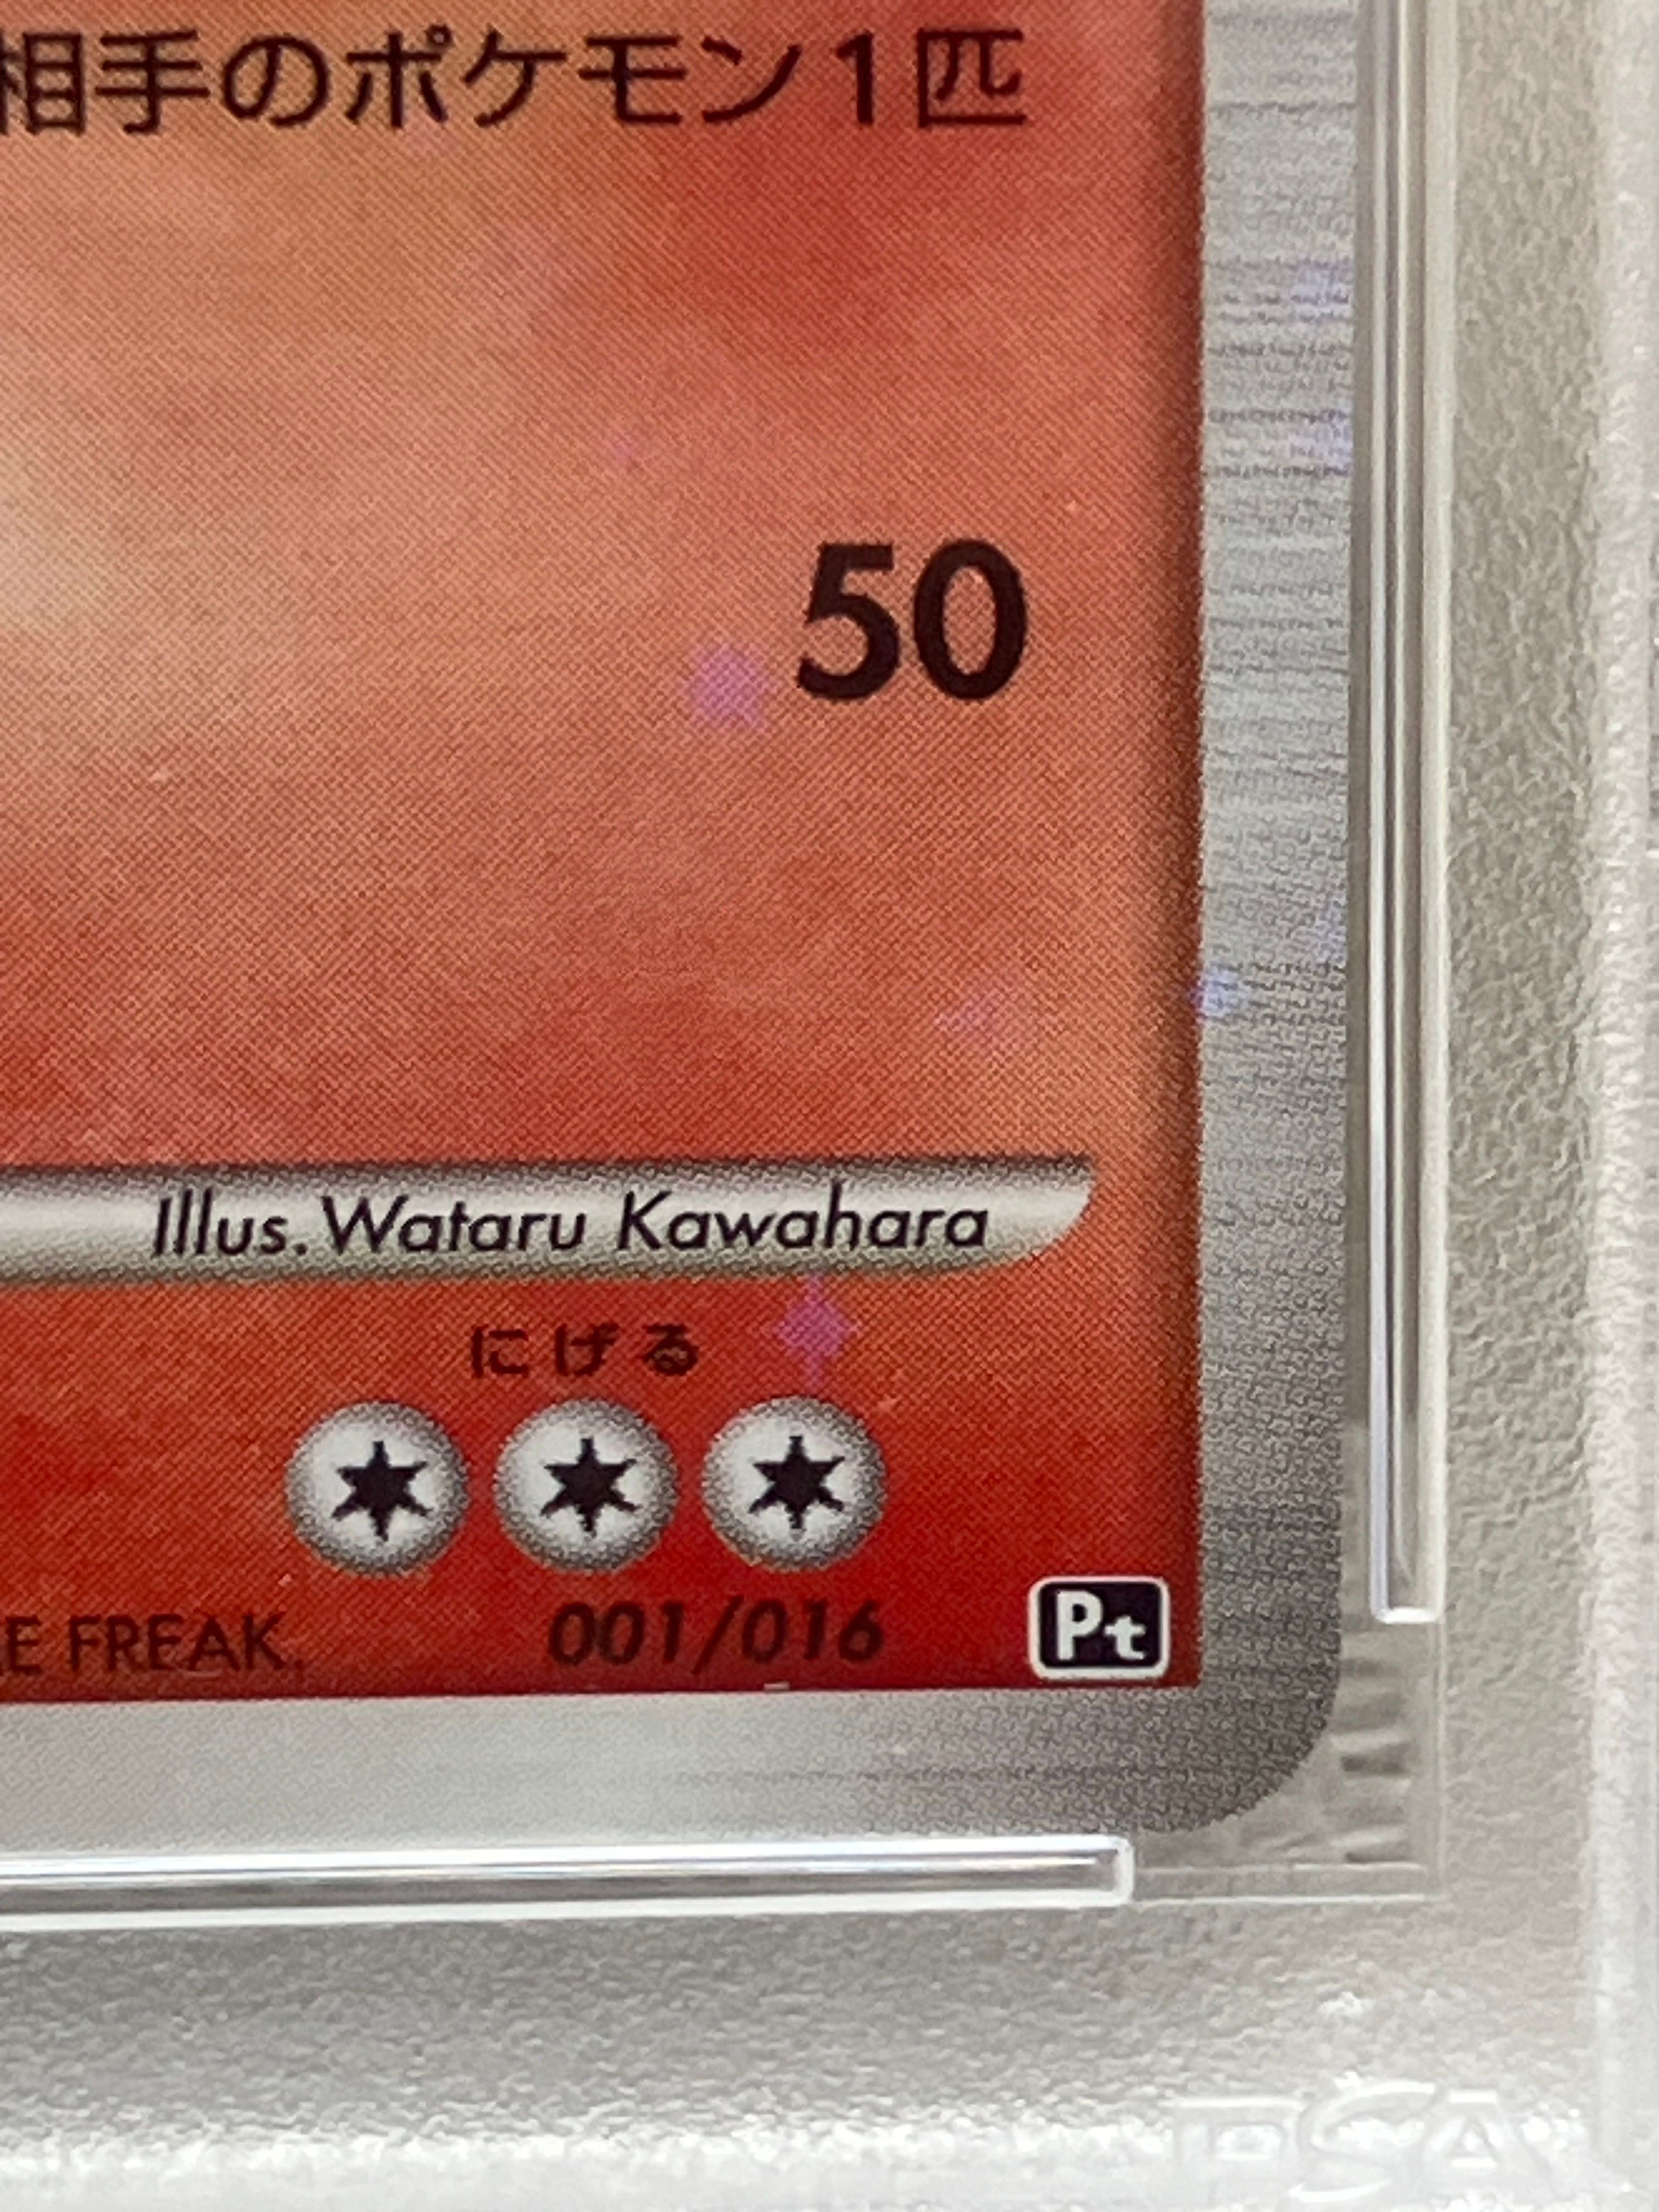 相手のポケモン1匹
50
Illus. Wataru Kawahara
にげる
E FREAK. 001/016 Pt
PSA